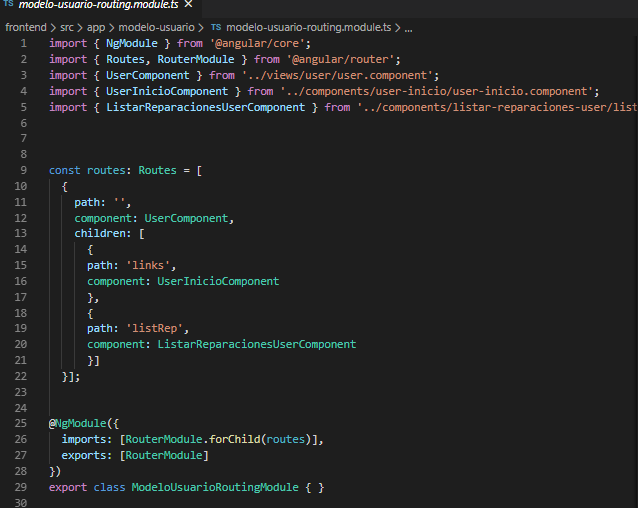 TS modelo-usuario-routing.module.ts ×
frontend > src > app > modelo-usuario > TS modelo-usuario-routing.module.ts > ...
1 import { NgModule } from '@angular/core';
2 import { Routes, RouterModule } from '@angular/router';
3 import { UserComponent } from '../views/user/user.component';
4 import { UserInicioComponent } from '../components/user-inicio/user-inicio.component';
5 import { ListarReparacionesUserComponent } from '../components/listar-reparaciones-user/list
6
7
8
9 const routes: Routes = [
10 {
11 path: '',
12 component: UserComponent,
13 children: [
14 {
15 path: 'links',
16 component: UserInicioComponent
17 },
18 {
19 path: 'listRep',
20 component: ListarReparacionesUserComponent
21 }]
22 }];
23
24
25 @NgModule({
26 imports: [RouterModule.forChild(routes)],
27 exports: [RouterModule]
28 })
29 export class ModeloUsuarioRoutingModule { }
30